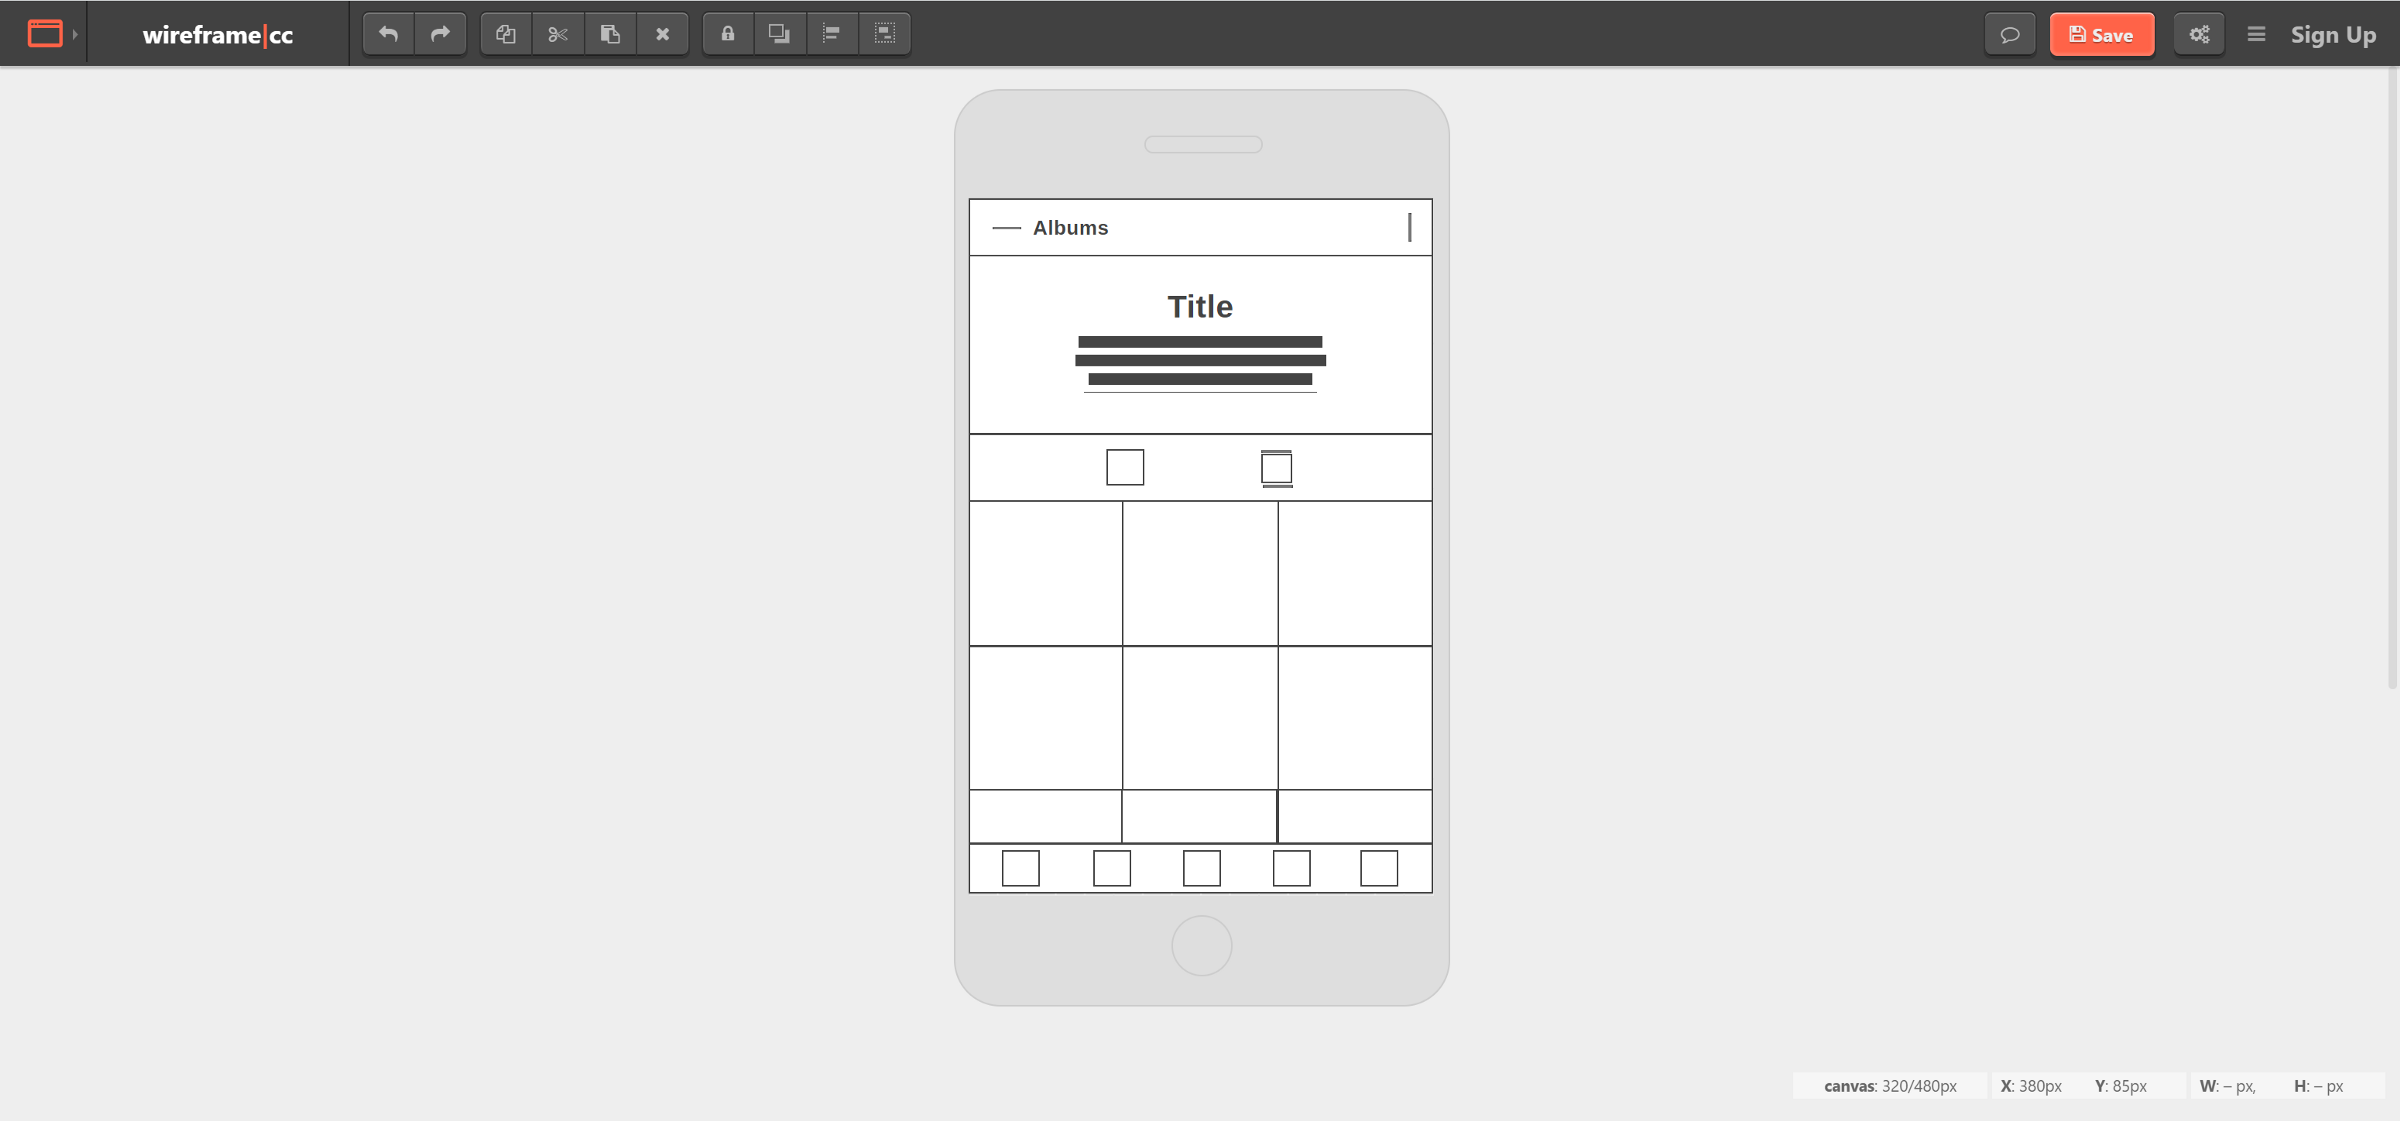 wireframe|cc
Save
Sign Up
Albums
Title
canvas: 320/480px X: 380px Y: 85px W: – px, H: – px